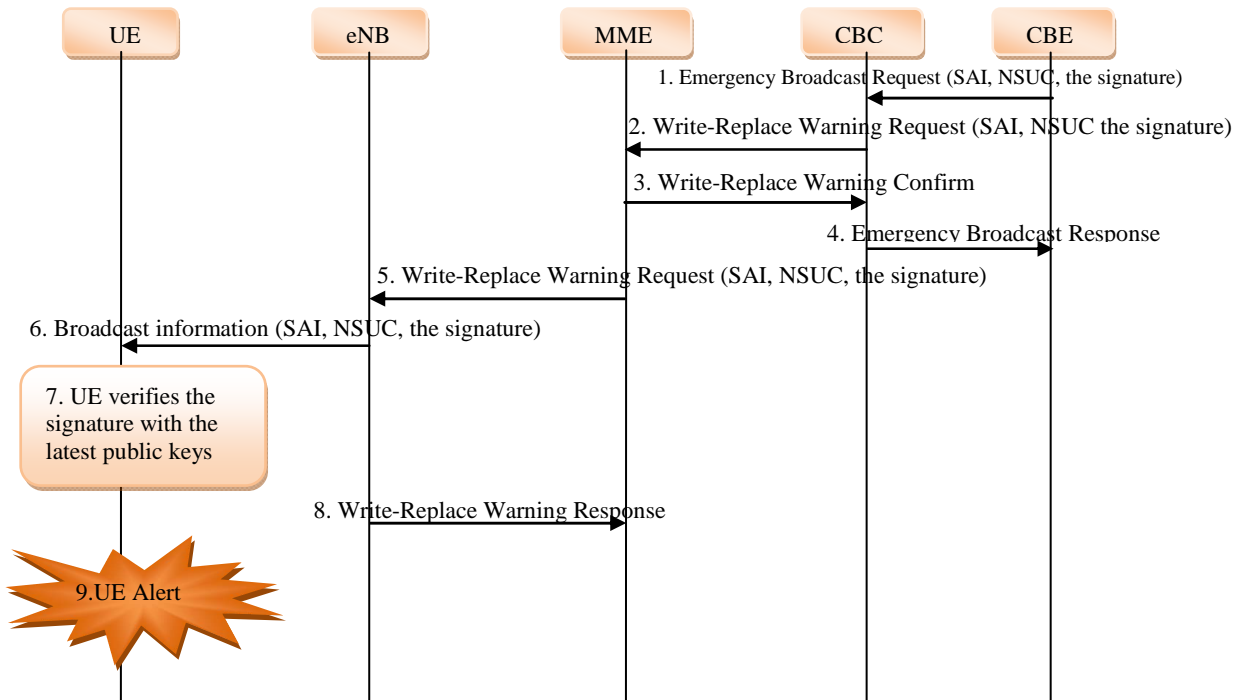 UE
eNB
MME
CBC
CBE
1. Emergency Broadcast Request (SAI, NSUC, the signature)
2. Write-Replace Warning Request (SAI, NSUC the signature)
3. Write-Replace Warning Confirm
4. Emergency Broadcast Response
5. Write-Replace Warning Request (SAI, NSUC, the signature)
6. Broadcast information (SAI, NSUC, the signature)
7. UE verifies the
signature with the
latest public keys
8. Write-Replace Warning Response
9.UE Alert